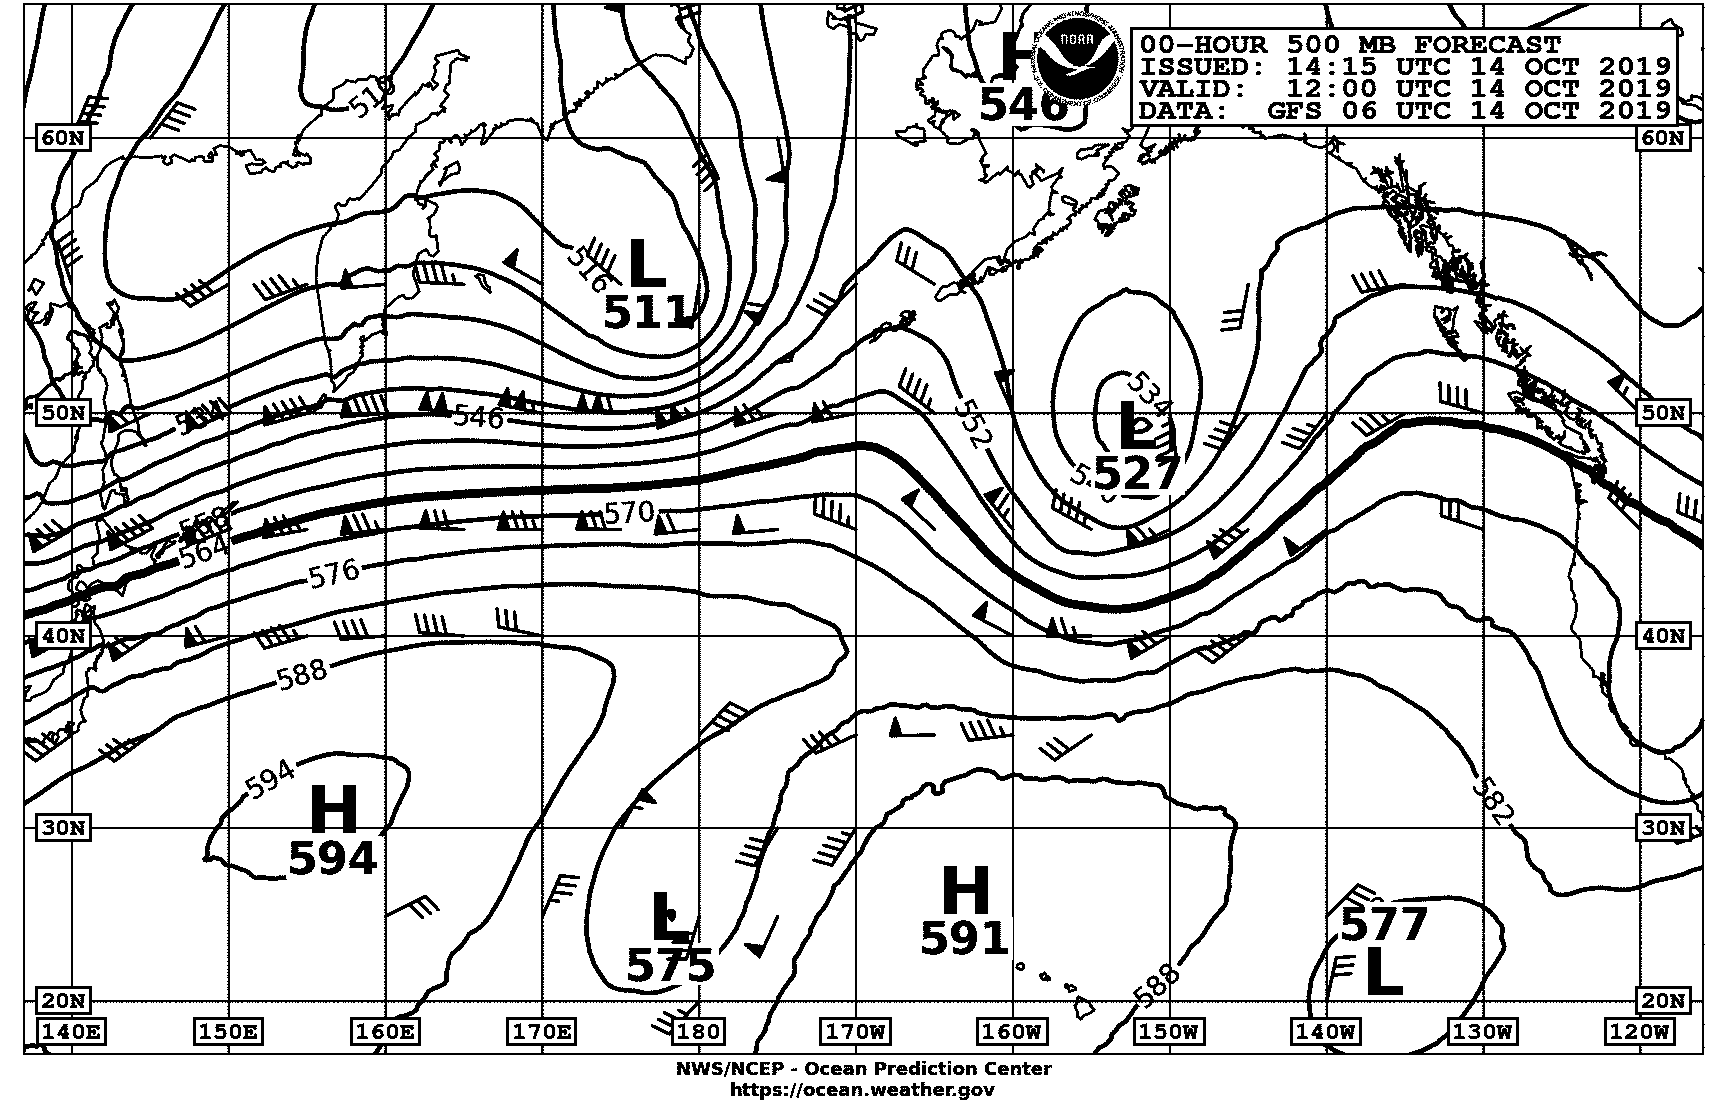 00-HOUR 500 MB FORECAST
ISSUED: 14:15 UTC 14 OCT 2019
VALID: 12:00 UTC 14 OCT 2019
DATA: GFS 06 UTC 14 OCT 2019
NOAA
H
546
510
60N
60N
516
L
511
534
50N
546
552
534
L
527
50N
558
564
570
576
40N
40N
588
594
H
594
582
30N
30N
L
575
H
591
577
L
588
20N
20N
140E 150E 160E 170E 180 170W 160W 150W 140W 130W 120W
NWS/NCEP - Ocean Prediction Center
https://ocean.weather.gov